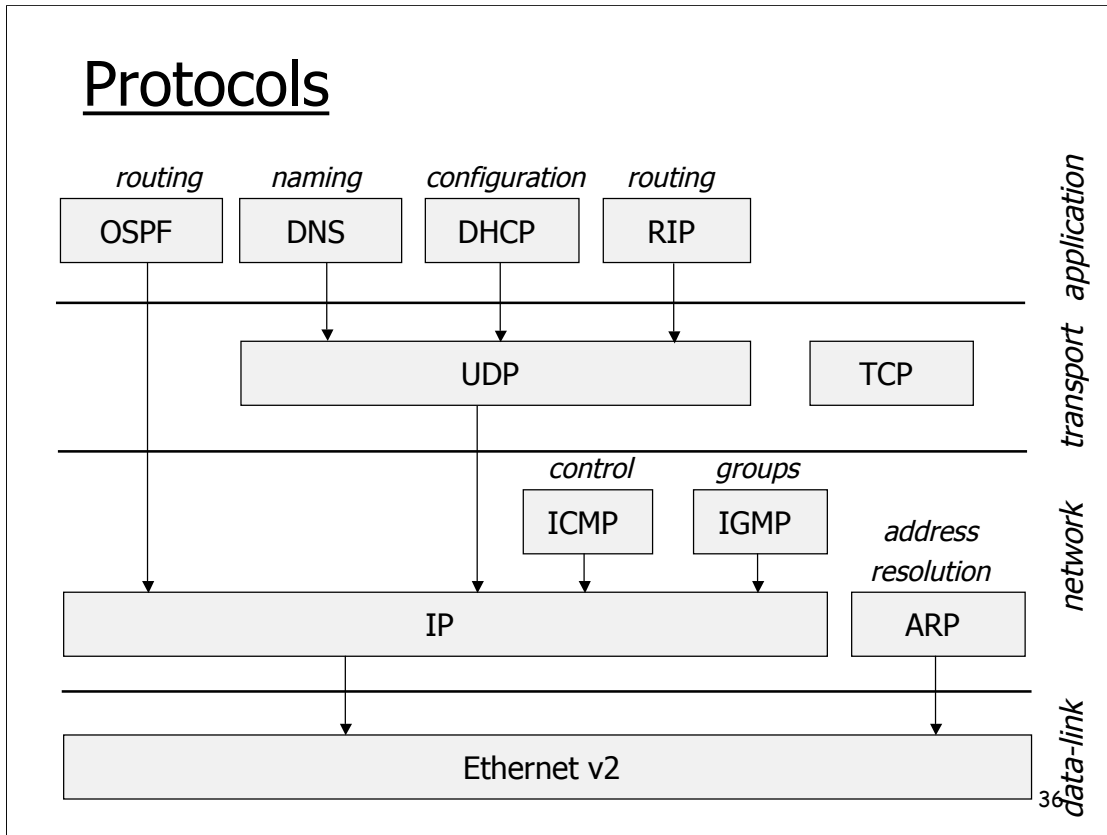 Protocols
routing naming configuration routing
OSPF DNS DHCP RIP
application
UDP TCP
transport
control groups
ICMP IGMP
address
resolution
IP ARP
network
Ethernet v2
data-link
36